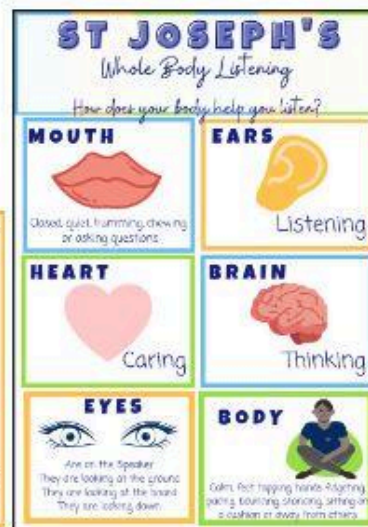 ST JOSEPH'S
Whole Body Listening
How does your body help you listen?
MOUTH
Closed, quiet, humming, chewing
or asking questions
EARS
Listening
HEART
Caring
BRAIN
Thinking
EYES
Are on the Speaker
They are looking at the ground
They are looking at the board
They are looking down
BODY
Calm, feet tapping, hands fidgeting,
pacing, bouncing, standing, sitting on
a cushion or away from others